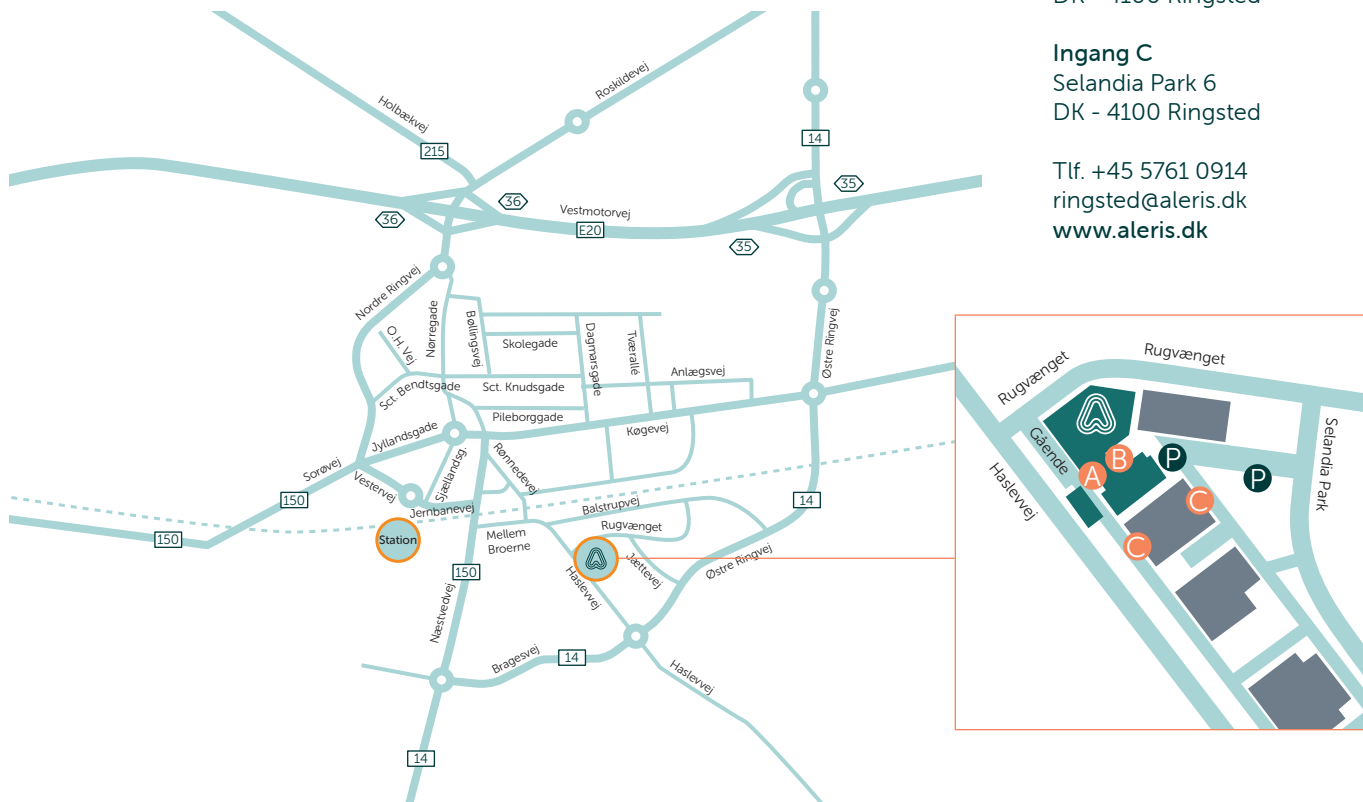 DK - 4100 Ringsted
Ingang C
Selandia Park 6
DK - 4100 Ringsted
Tlf. +45 5761 0914
ringsted@aleris.dk
www.aleris.dk
Holbækvej
Roskildevej
215
14
36
36
35
35
Vestmotorvej
E20
Nordre Ringvej
O.H. Vej
Nørregade
Bøllingsvej
Skolegade
Dagmarsgade
Tværallé
Anlægsvej
Østre Ringvej
Sct. Bendtsgade
Sct. Knudsgade
Pileborggade
Køgevej
Jyllandsgade
Sjællandsg.
Rønnedevej
Sorøvej
Vestervej
Jernbanevej
150
150
Station
Mellem
Broerne
Balstrupvej
Rugvænget
14
Jættevej
Østre Ringvej
Haslevvej
150
Næstvedvej
Bragesvej
14
Haslevvej
14
Rugvænget
Rugvænget
Gående
Haslevvej
Selandia Park
A
B
P
P
C
C